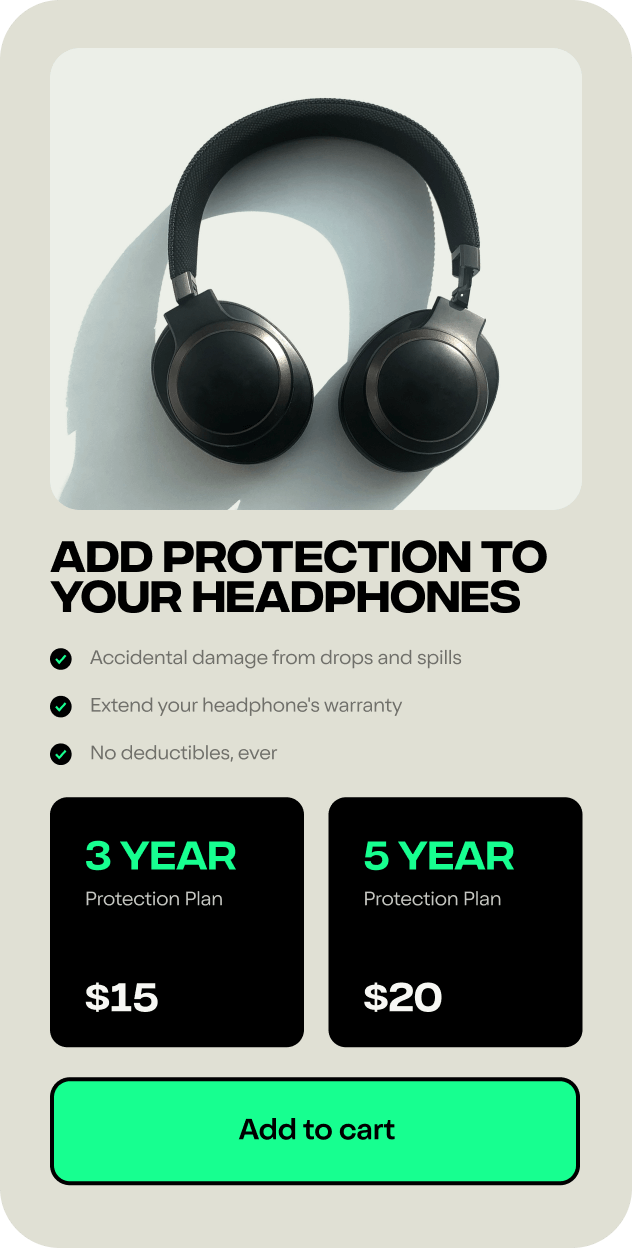 ADD PROTECTION TO
YOUR HEADPHONES
Accidental damage from drops and spills
Extend your headphone's warranty
No deductibles, ever
3 YEAR
Protection Plan
$15
5 YEAR
Protection Plan
$20
Add to cart